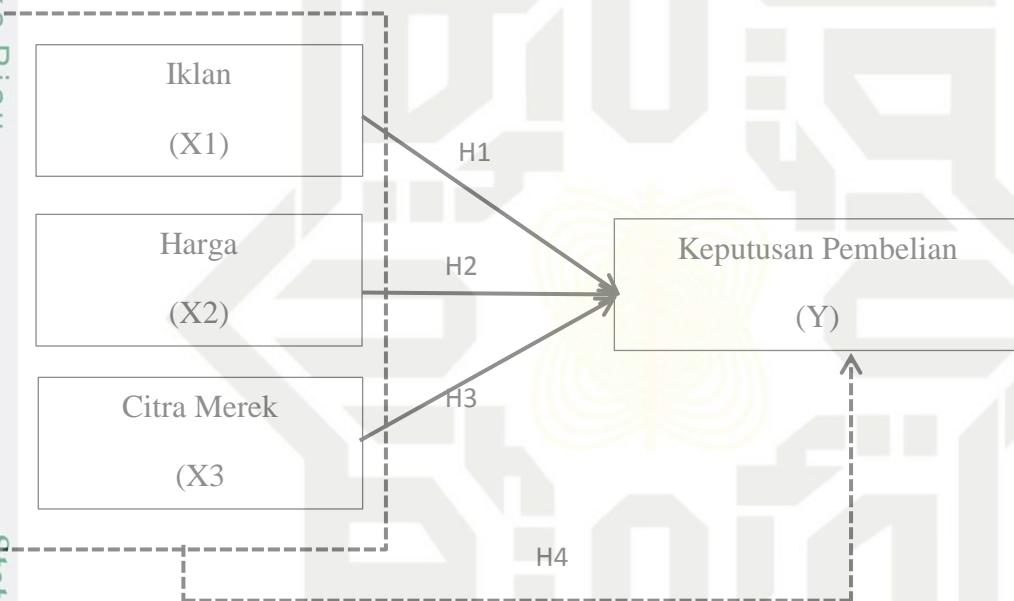 Iklan
(X1)
H1
Harga
(X2)
H2
Keputusan Pembelian
(Y)
Citra Merek
(X3
H3
H4